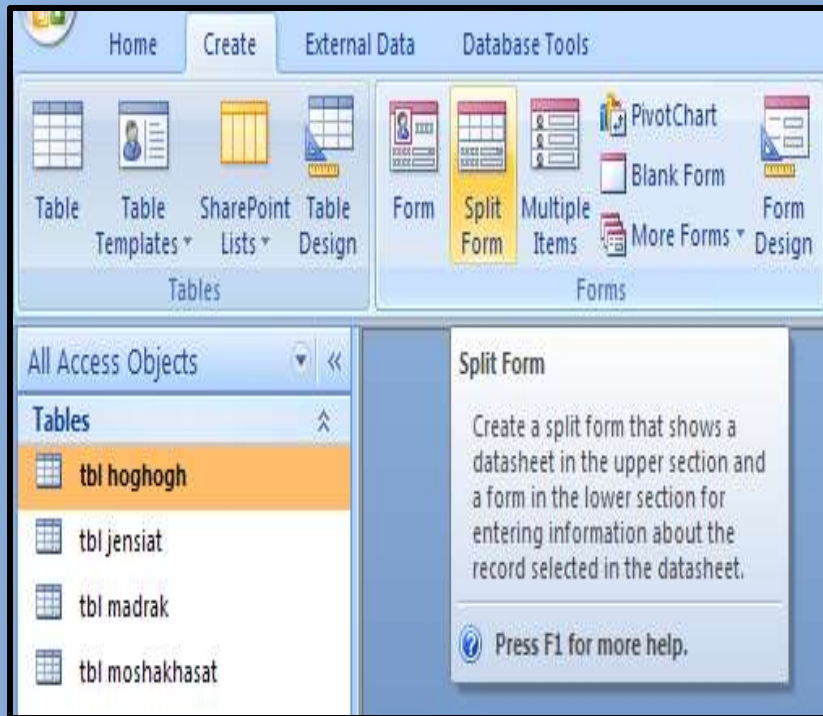 Home Create External Data Database Tools
Table
Table
Templates
SharePoint
Lists
Table
Design
Tables
Form
Split
Form
Multiple
Items
PivotChart
Blank Form
More Forms
Form
Design
Forms
All Access Objects
Tables
tbl hoghogh
tbl jensiat
tbl madrak
tbl moshakhasat
Split Form
Create a split form that shows a
datasheet in the upper section and
a form in the lower section for
entering information about the
record selected in the datasheet.
Press F1 for more help.